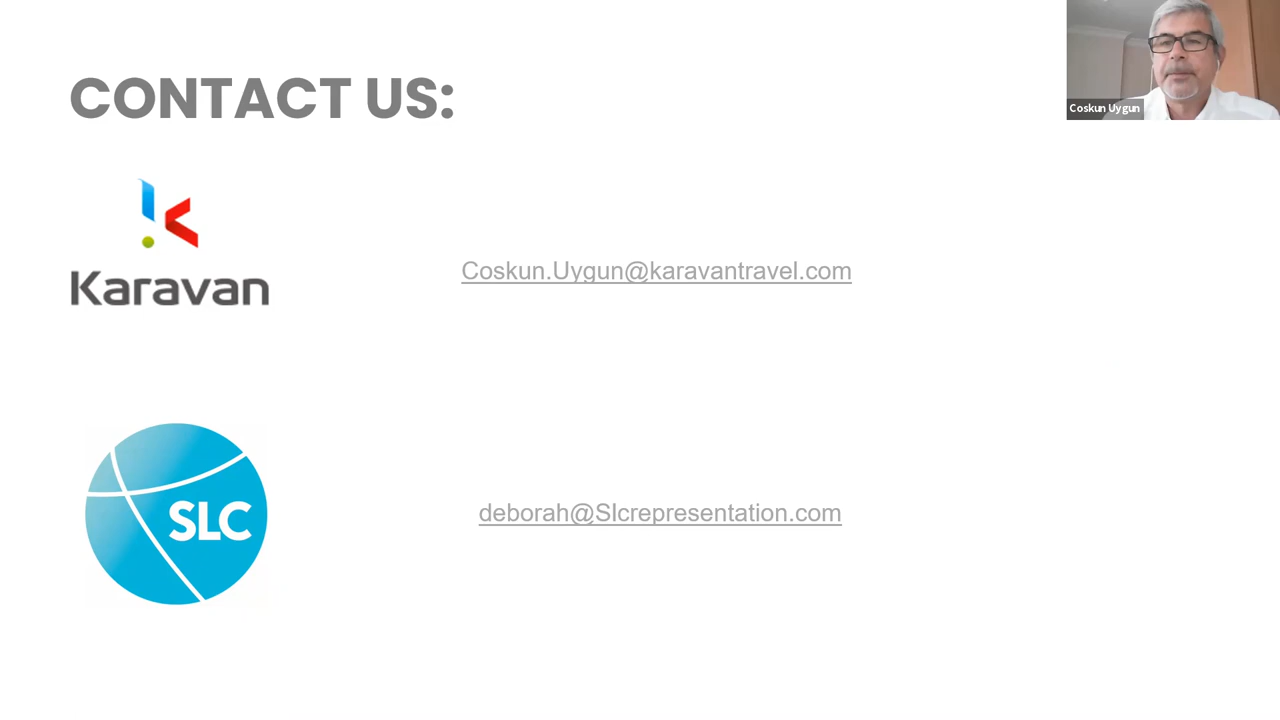 CONTACT US:
Coskun Uygun
Karavan
Coskun.Uygun@karavantravel.com
SLC
deborah@Slcrepresentation.com